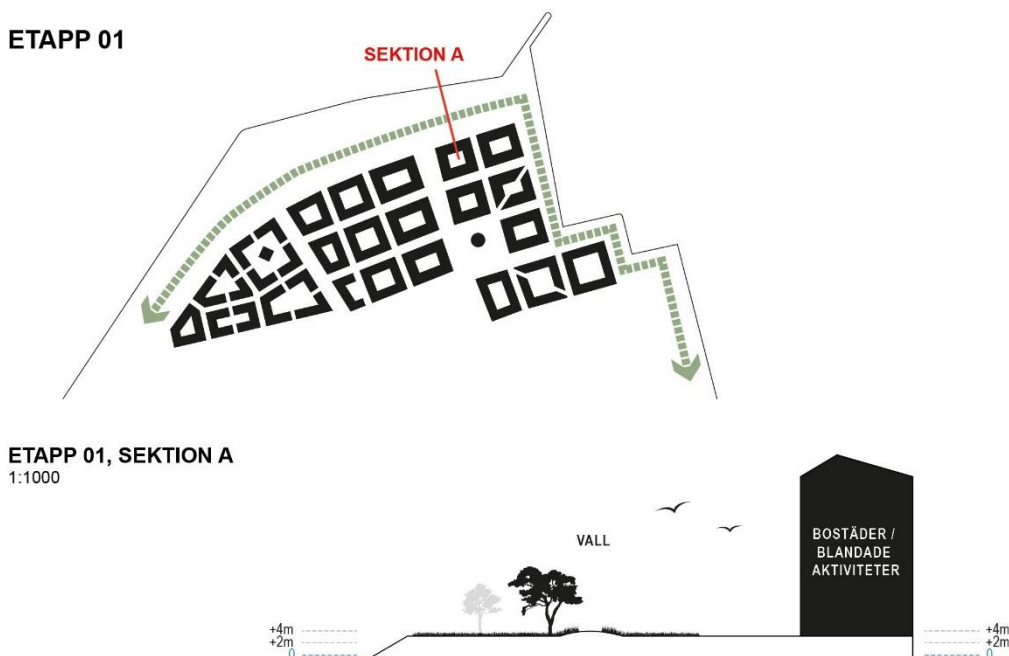 ETAPP 01
SEKTION A
ETAPP 01, SEKTION A
1:1000
VALL
BOSTÄDER /
BLANDADE
AKTIVITETER
+4m
+2m
0
+4m
+2m
0